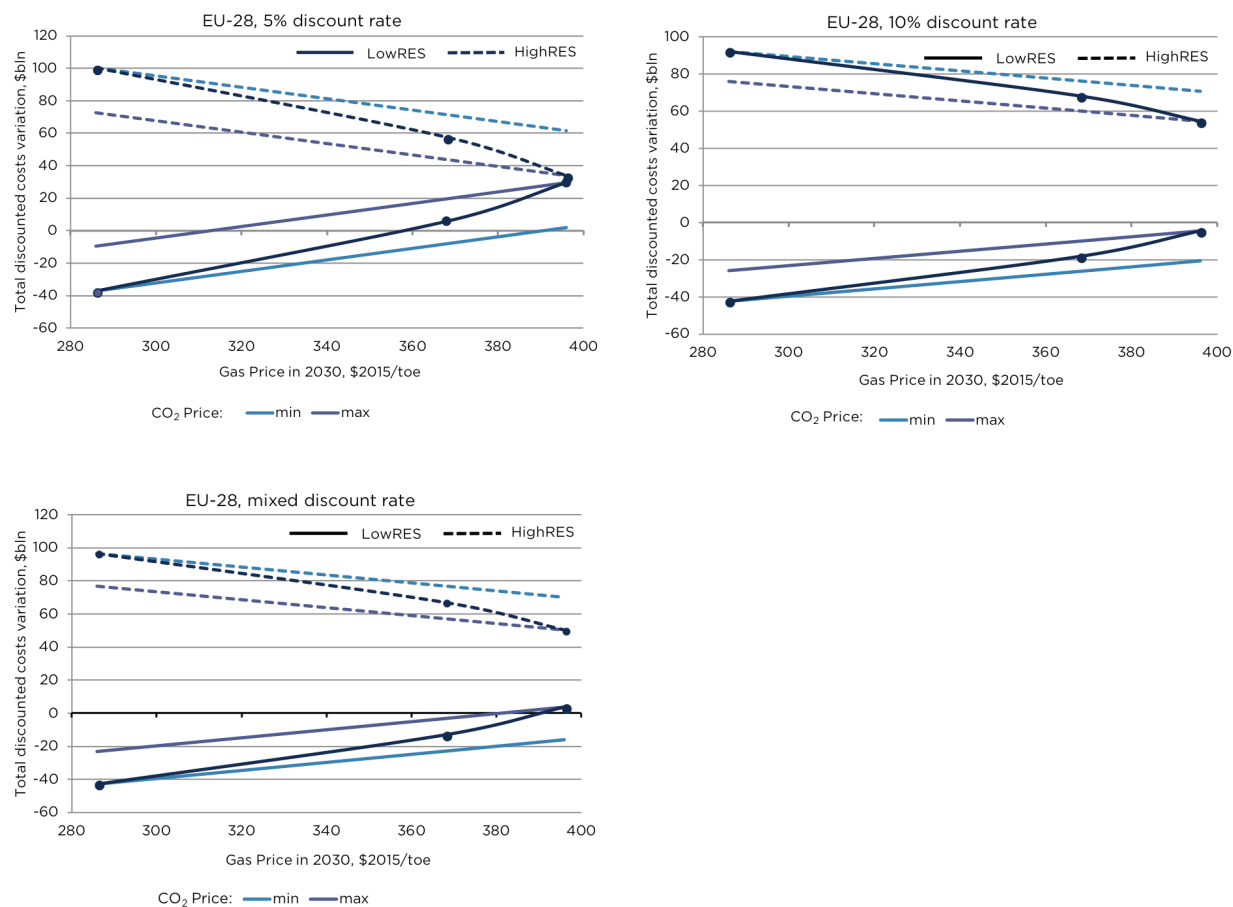 EU-28, 5% discount rate
Total discounted costs variation, $bln
120
100
80
60
40
20
0
-20
-40
-60
LowRES HighRES
280 300 320 340 360 380 400
Gas Price in 2030, $2015/toe
CO₂ Price: min max
EU-28, 10% discount rate
Total discounted costs variation, $bln
100
80
60
40
20
0
-20
-40
-60
LowRES HighRES
280 300 320 340 360 380 400
Gas Price in 2030, $2015/toe
CO₂ Price: min max
EU-28, mixed discount rate
Total discounted costs variation, $bln
120
100
80
60
40
20
0
-20
-40
-60
LowRES HighRES
280 300 320 340 360 380 400
Gas Price in 2030, $2015/toe
CO₂ Price: min max